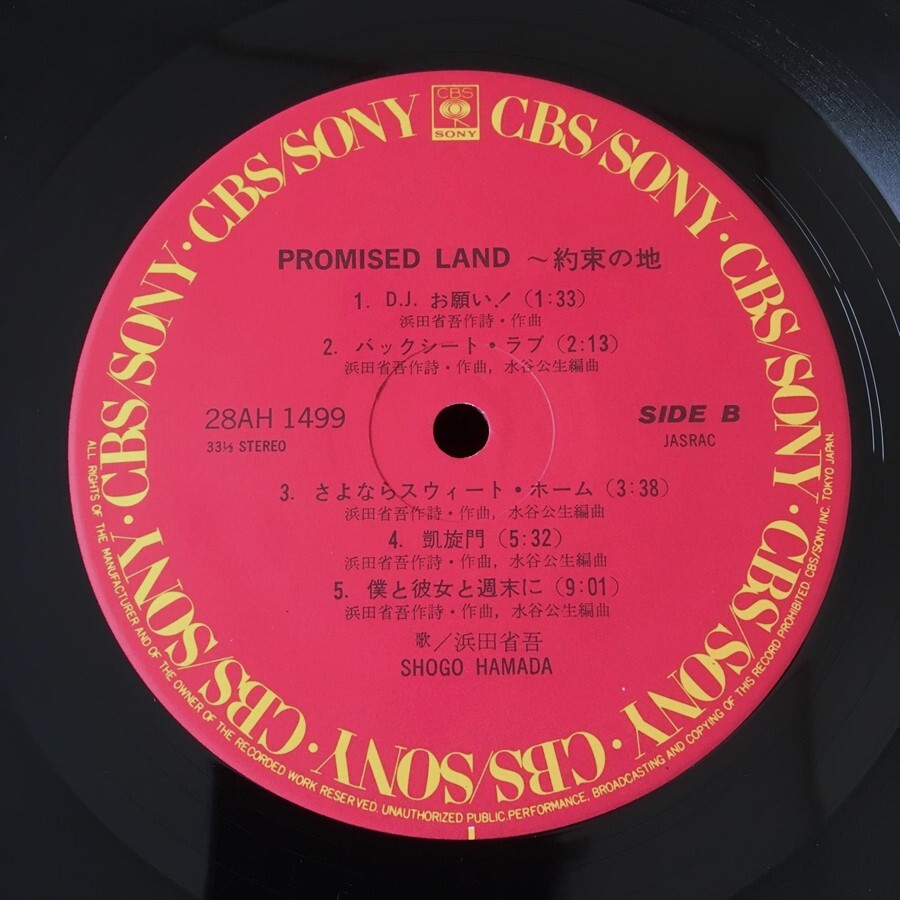 CBS
SONY
CBS/SONY · CBS/SONY · CBS/SONY · CBS/SONY · CBS/SONY · CBS/SONY · CBS/SONY · CBS/SONY
PROMISED LAND ～約束の地
1. D.J. お願い！(1:33)
浜田省吾作詩・作曲
2. バックシート・ラブ (2:13)
浜田省吾作詩・作曲, 水谷公生編曲
28AH 1499
33⅓ STEREO
SIDE B
JASRAC
3. さよならスウィート・ホーム (3:38)
浜田省吾作詩・作曲, 水谷公生編曲
4. 凱旋門 (5:32)
浜田省吾作詩・作曲, 水谷公生編曲
5. 僕と彼女と週末に (9:01)
浜田省吾作詩・作曲, 水谷公生編曲
歌／浜田省吾
SHOGO HAMADA
ALL RIGHTS OF THE MANUFACTURER AND OF THE OWNER OF THE RECORDED WORK RESERVED. UNAUTHORIZED PUBLIC PERFORMANCE, BROADCASTING AND COPYING OF THIS RECORD PROHIBITED CBS/SONY INC. TOKYO JAPAN.